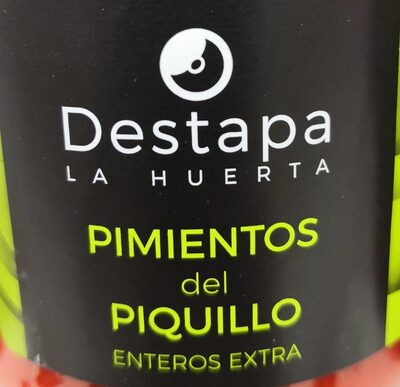 Destapa
LA HUERTA
PIMIENTOS
del
PIQUILLO
ENTEROS EXTRA